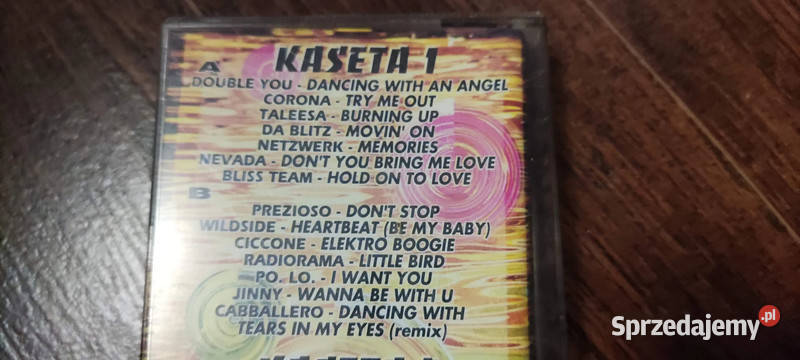 KASETA 1
A
DOUBLE YOU - DANCING WITH AN ANGEL
CORONA - TRY ME OUT
TALEESA - BURNING UP
DA BLITZ - MOVIN' ON
NETZWERK - MEMORIES
NEVADA - DON'T YOU BRING ME LOVE
BLISS TEAM - HOLD ON TO LOVE
B
PREZIOSO - DON'T STOP
WILDSIDE - HEARTBEAT (BE MY BABY)
CICCONE - ELEKTRO BOOGIE
RADIORAMA - LITTLE BIRD
PO. LO. - I WANT YOU
JINNY - WANNA BE WITH U
CABBALLERO - DANCING WITH
TEARS IN MY EYES (remix)
Sprzedajemy.pl